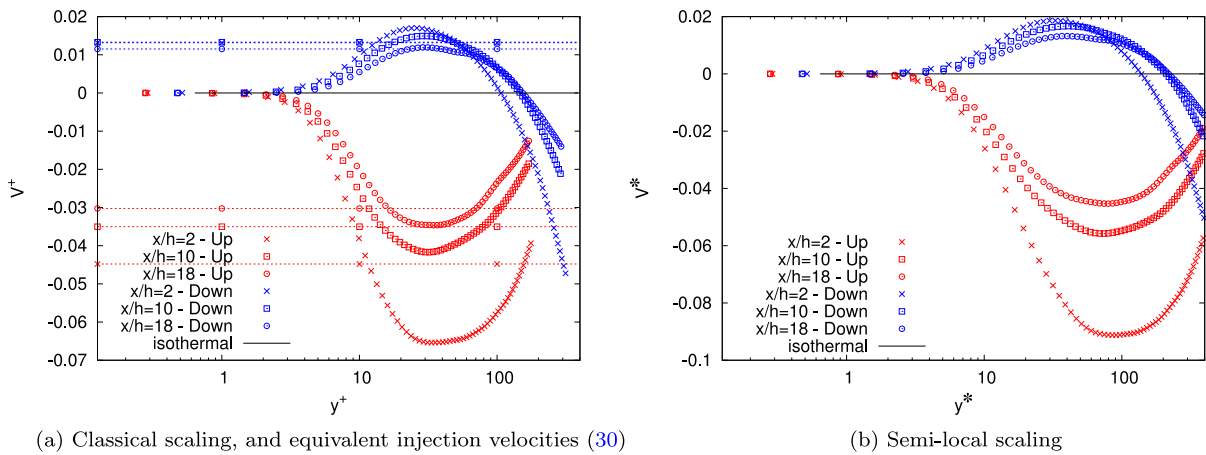 0.02
0.01
0
-0.01
-0.02
-0.03
-0.04
-0.05
-0.06
-0.07
V+
1
10
100
y+
x/h=2 - Up
x/h=10 - Up
x/h=18 - Up
x/h=2 - Down
x/h=10 - Down
x/h=18 - Down
isothermal
(a) Classical scaling, and equivalent injection velocities (30)
0.02
0
-0.02
-0.04
-0.06
-0.08
-0.1
V*
1
10
100
y*
x/h=2 - Up
x/h=10 - Up
x/h=18 - Up
x/h=2 - Down
x/h=10 - Down
x/h=18 - Down
isothermal
(b) Semi-local scaling